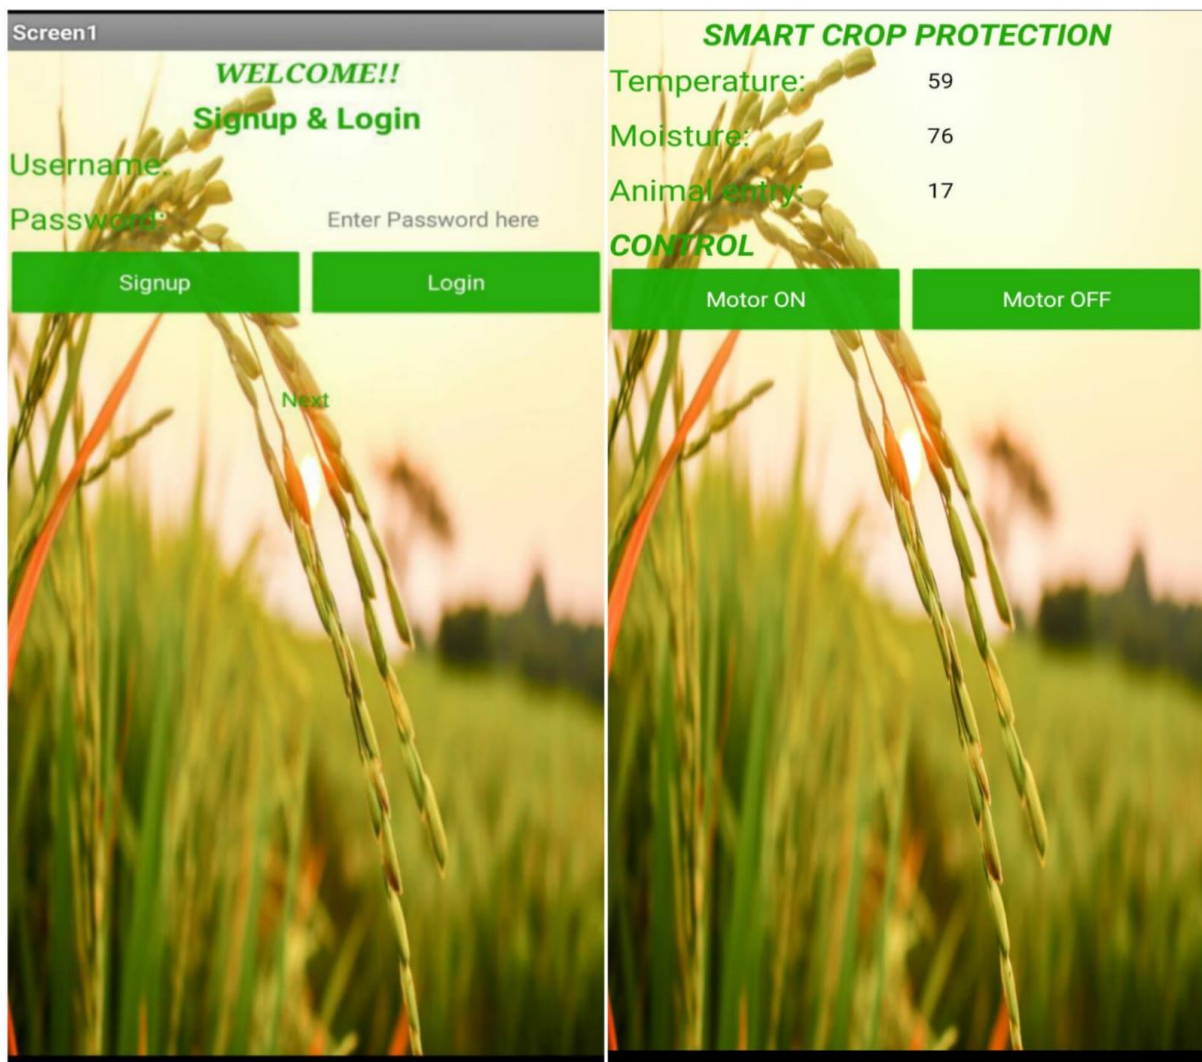 Screen1
WELCOME!!
Signup & Login
Username:
Password: Enter Password here
Signup Login
Next
SMART CROP PROTECTION
Temperature: 59
Moisture: 76
Animal entry: 17
CONTROL
Motor ON Motor OFF